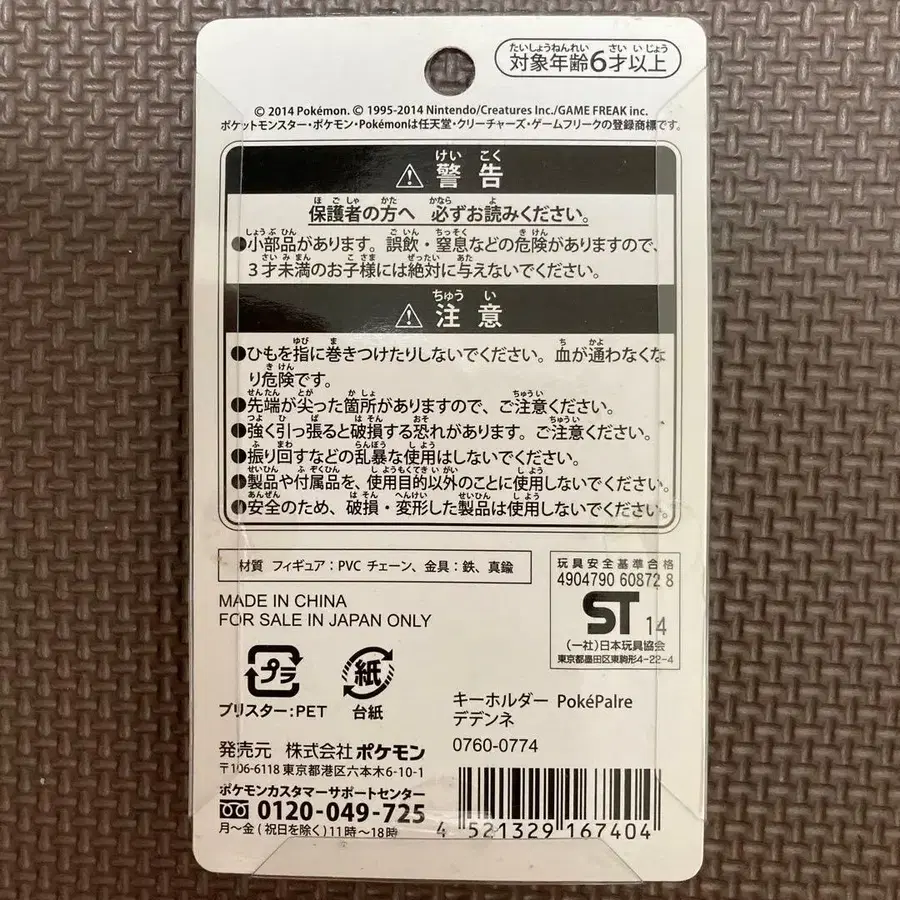 たいしょうねんれい さい いじょう
対象年齢6才以上
© 2014 Pokémon. © 1995-2014 Nintendo/Creatures Inc./GAME FREAK inc.
ポケットモンスター・ポケモン・Pokémonは任天堂・クリーチャーズ・ゲームフリークの登録商標です。
けい こく
⚠ 警告
ほごしゃ かた かなら よ
保護者の方へ 必ずお読みください。
しょうぶひん ごいん ちっそく きけん
●小部品があります。誤飲・窒息などの危険がありますので、
さいみまん こさま ぜったい あた
3才未満のお子様には絶対に与えないでください。
ちゅう い
⚠ 注意
ゆび ま ち かよ
●ひもを指に巻きつけたりしないでください。血が通わなくな
きけん
り危険です。
せんたん とが かしょ ちゅうい
●先端が尖った箇所がありますので、ご注意ください。
つよ ひ ぱ はそん おそ ちゅうい
●強く引っ張ると破損する恐れがあります。ご注意ください。
ふ まわ らんぼう しよう
●振り回すなどの乱暴な使用はしないでください。
せいひん ふぞくひん しようもくてきいがい しよう
●製品や付属品を、使用目的以外のことに使用しないでください。
あんぜん はそん へんけい せいひん しよう
●安全のため、破損・変形した製品は使用しないでください。
材質 フィギュア:PVC チェーン、金具:鉄、真鍮
MADE IN CHINA
FOR SALE IN JAPAN ONLY
玩具安全基準合格
4904790 60872 8
ST 14
(一社)日本玩具協会
東京都墨田区東駒形4-22-4
プラ 紙
ブリスター:PET 台紙
キーホルダー PokéPalre
デデンネ
0760-0774
発売元 株式会社ポケモン
〒106-6118 東京都港区六本木6-10-1
ポケモンカスタマーサポートセンター
0120-049-725
月〜金(祝日を除く)11時〜18時
4 521329 167404